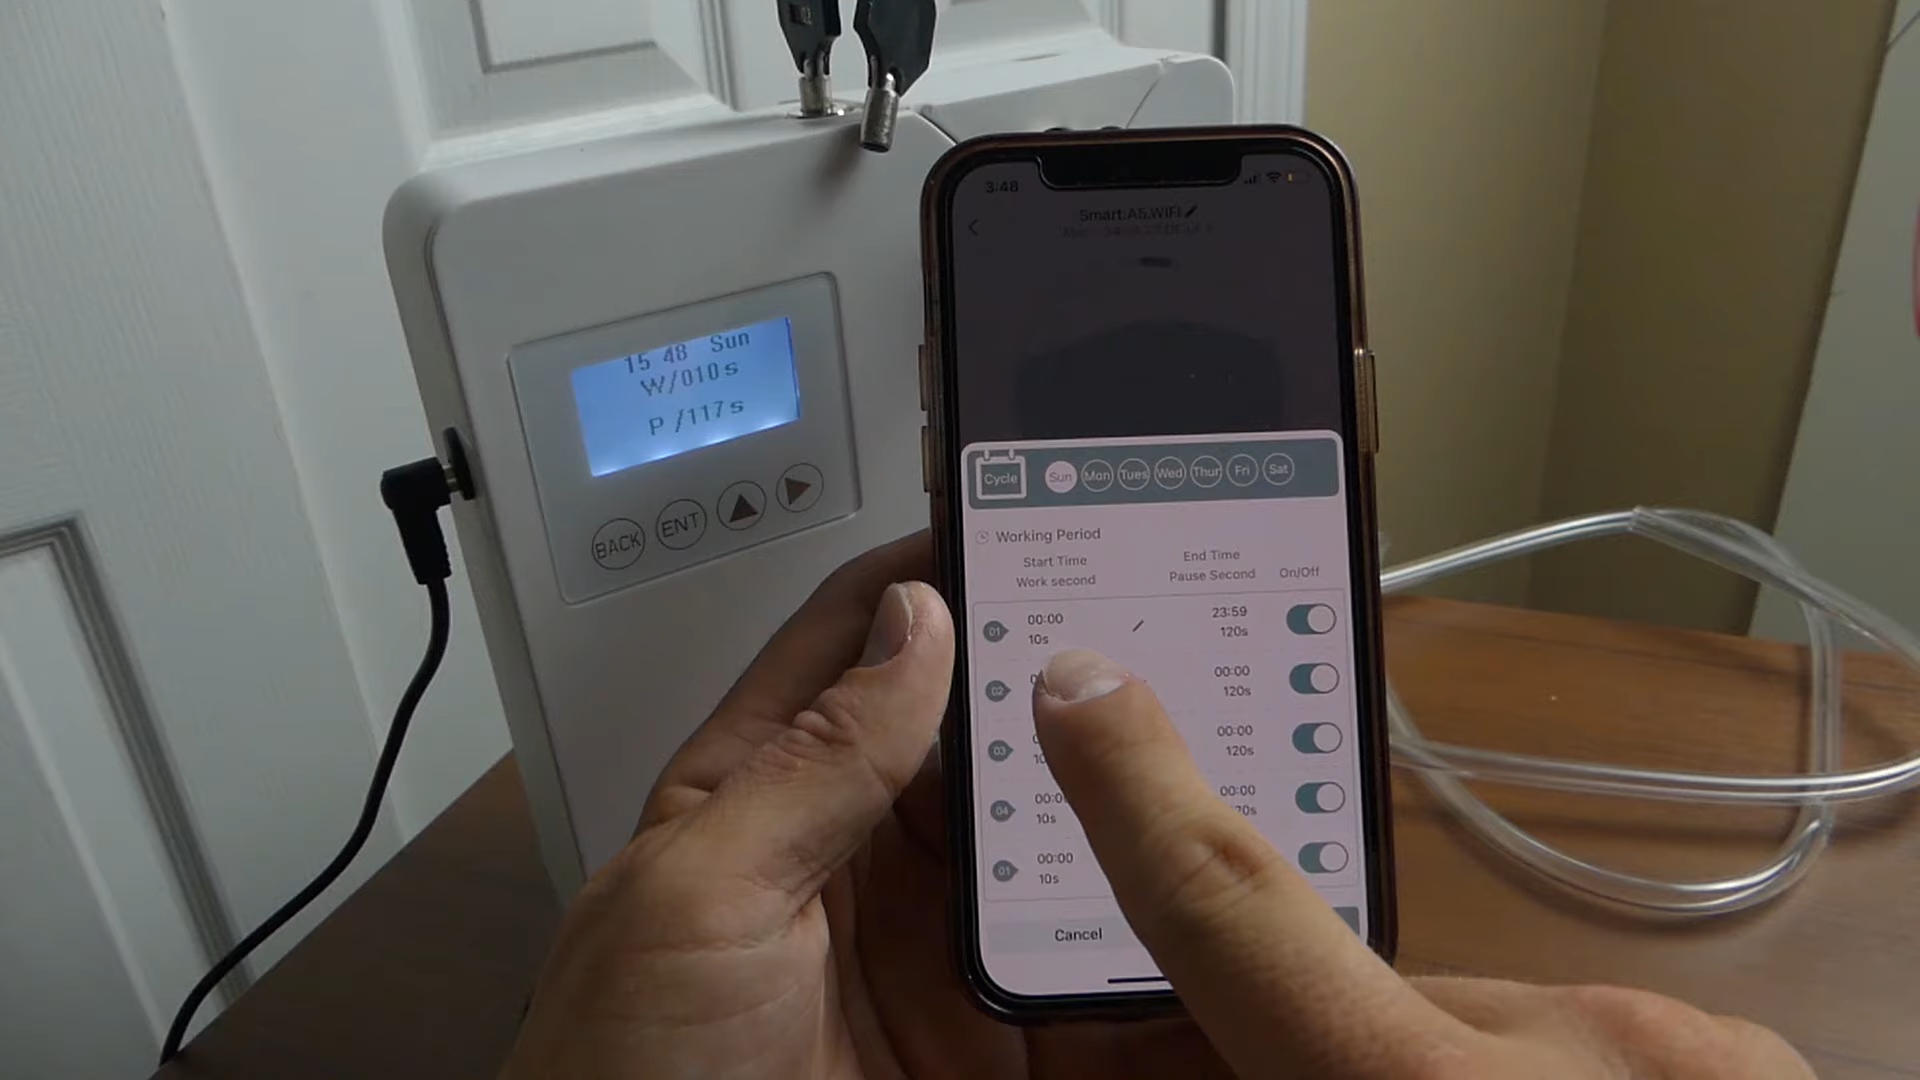 15 48 Sun
W/010s
P /117s
BACK ENT
3:48
Smart.A5.WIFI
Cycle Sun Mon Tues Wed Thur Fri Sat
Working Period
Start Time End Time
Work second Pause Second On/Off
01 00:00 23:59
10s 120s
02 00:00
120s
03 00:00
10 120s
04 00:00 00:00
10s 20s
01 00:00
10s
Cancel